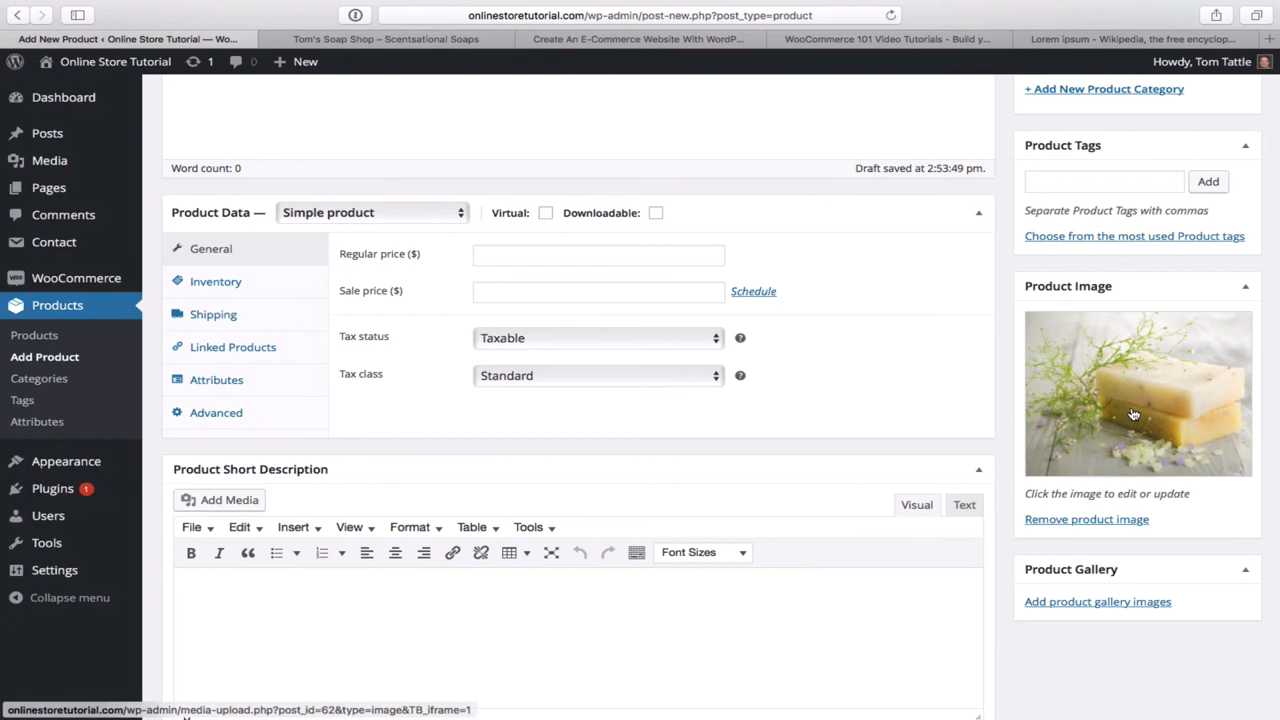 onlinestoretutorial.com/wp-admin/post-new.php?post_type=product
Add New Product < Online Store Tutorial — Wo...
Tom's Soap Shop – Scentsational Soaps
Create An E-Commerce Website With WordP...
WooCommerce 101 Video Tutorials - Build y...
Lorem ipsum - Wikipedia, the free encyclop...
Online Store Tutorial
1
0
New
Howdy, Tom Tattle
Dashboard
Posts
Media
Pages
Comments
Contact
WooCommerce
Products
Products
Add Product
Categories
Tags
Attributes
Appearance
Plugins 1
Users
Tools
Settings
Collapse menu
Word count: 0
Draft saved at 2:53:49 pm.
Product Data — Simple product Virtual: Downloadable:
General
Inventory
Shipping
Linked Products
Attributes
Advanced
Regular price ($)
Sale price ($)
Schedule
Tax status
Taxable
Tax class
Standard
Product Short Description
Add Media
Visual Text
File Edit Insert View Format Table Tools
Font Sizes
+ Add New Product Category
Product Tags
Add
Separate Product Tags with commas
Choose from the most used Product tags
Product Image
Click the image to edit or update
Remove product image
Product Gallery
Add product gallery images
onlinestoretutorial.com/wp-admin/media-upload.php?post_id=62&type=image&TB_iframe=1